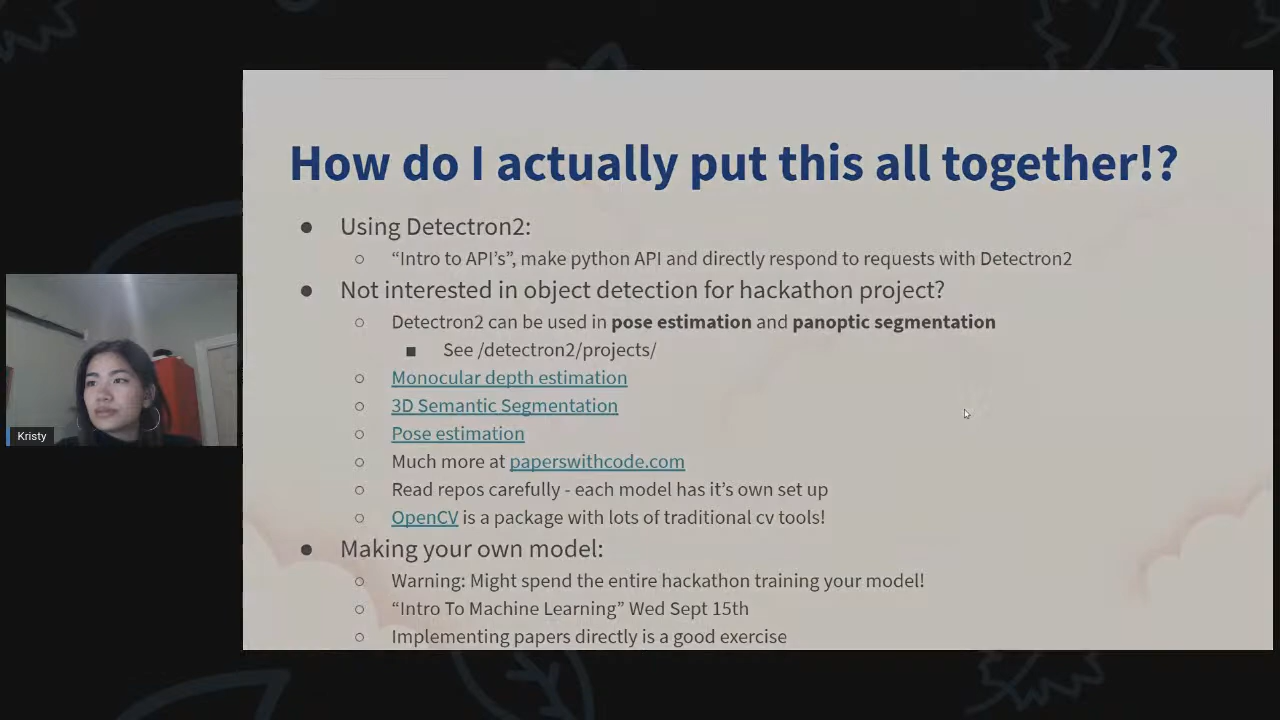 How do I actually put this all together!?
● Using Detectron2:
○ “Intro to API’s”, make python API and directly respond to requests with Detectron2
● Not interested in object detection for hackathon project?
○ Detectron2 can be used in pose estimation and panoptic segmentation
■ See /detectron2/projects/
○ Monocular depth estimation
○ 3D Semantic Segmentation
○ Pose estimation
○ Much more at paperswithcode.com
○ Read repos carefully - each model has it’s own set up
○ OpenCV is a package with lots of traditional cv tools!
● Making your own model:
○ Warning: Might spend the entire hackathon training your model!
○ “Intro To Machine Learning” Wed Sept 15th
○ Implementing papers directly is a good exercise
Kristy